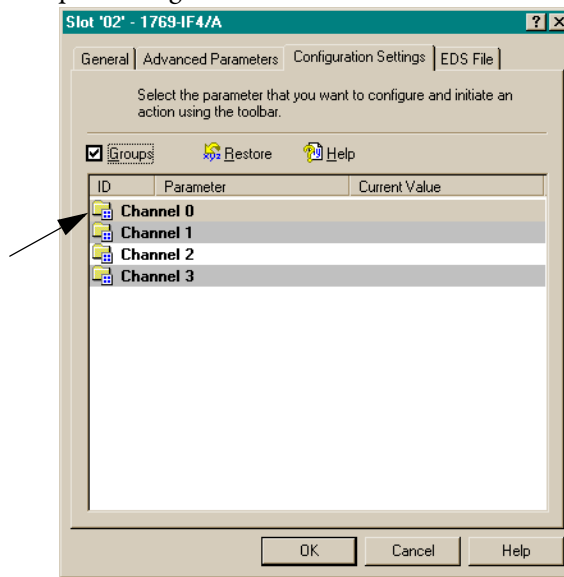 Slot '02' - 1769-IF4/A
General Advanced Parameters Configuration Settings EDS File
Select the parameter that you want to configure and initiate an
action using the toolbar.
Groups Restore Help
ID Parameter Current Value
Channel 0
Channel 1
Channel 2
Channel 3
OK Cancel Help